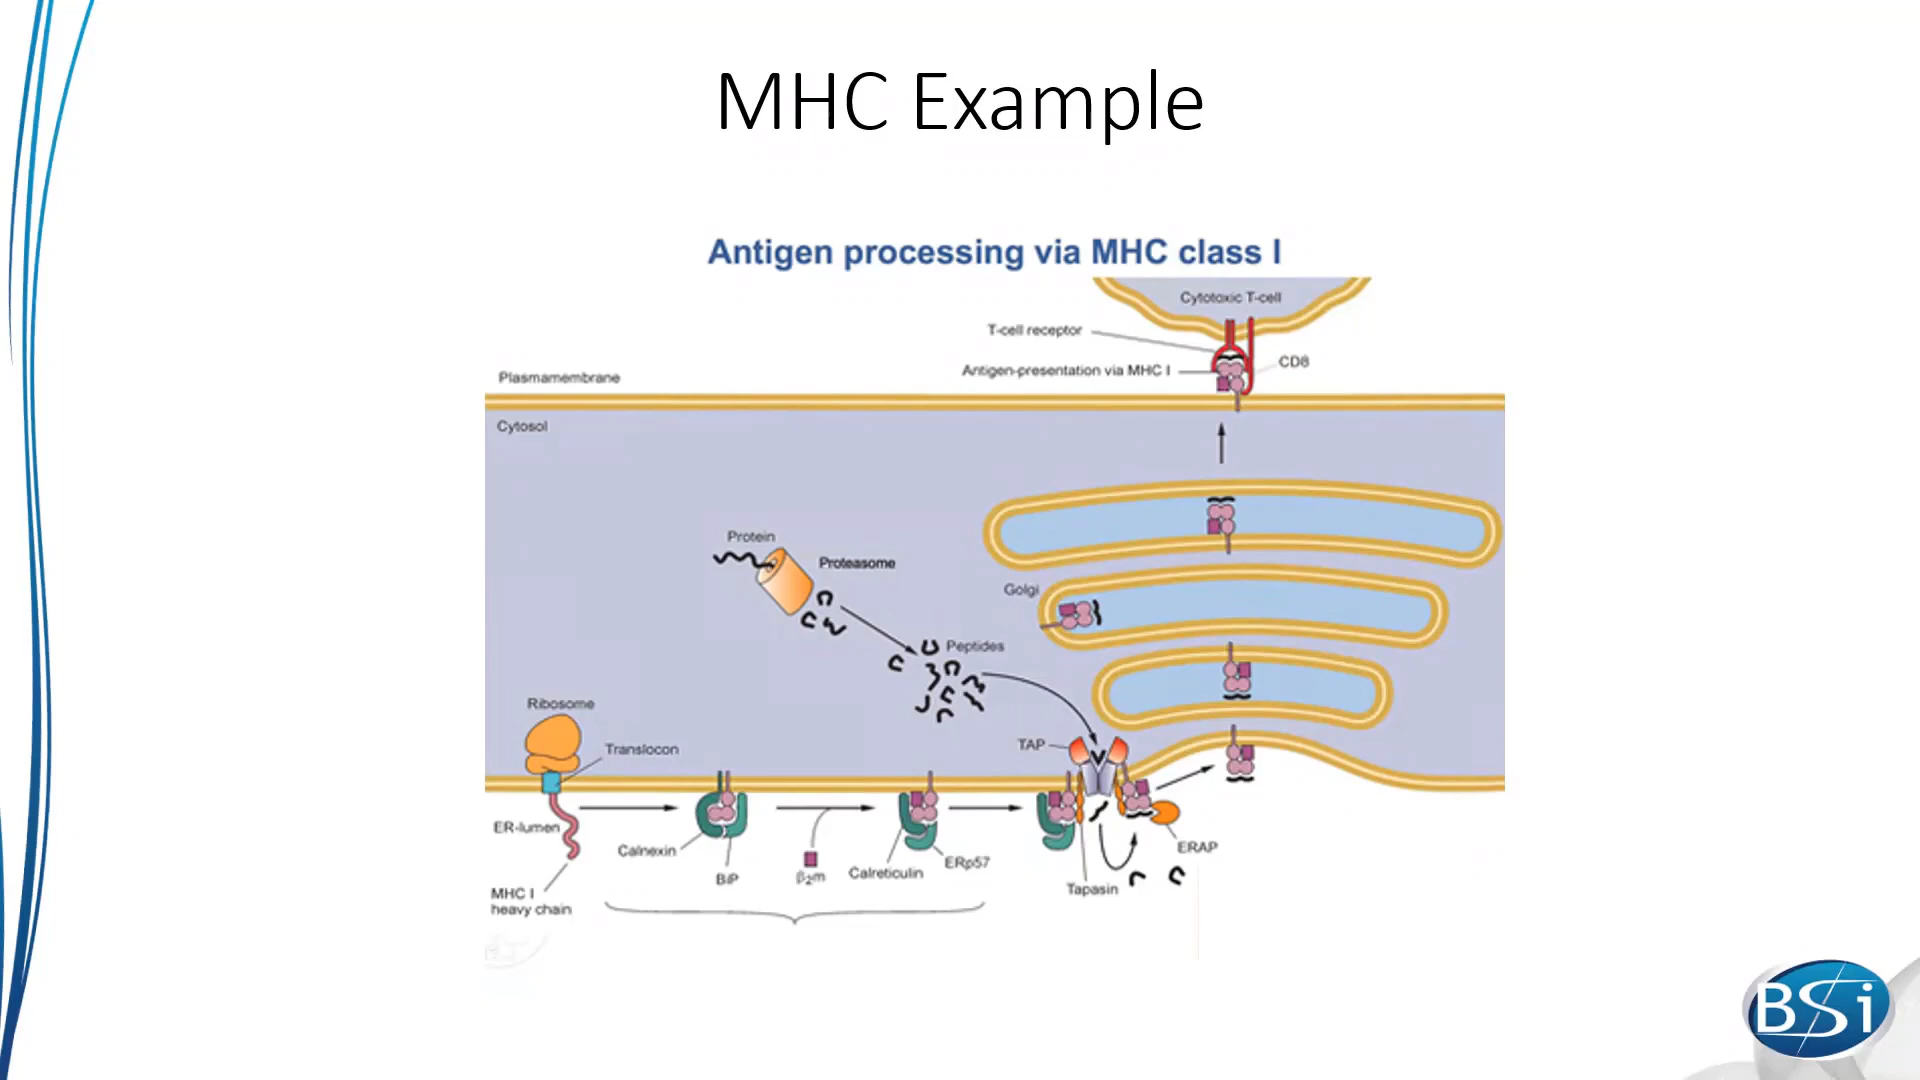 MHC Example
Antigen processing via MHC class I
Cytotoxic T-cell
T-cell receptor
CD8
Antigen-presentation via MHC I
Plasmamembrane
Cytosol
Protein
Proteasome
Golgi
Peptides
Ribosome
Translocon
TAP
ER-lumen
ERAP
Calnexin
ERp57
Calreticulin
BiP
β2m
Tapasin
MHC I
heavy chain
BSi